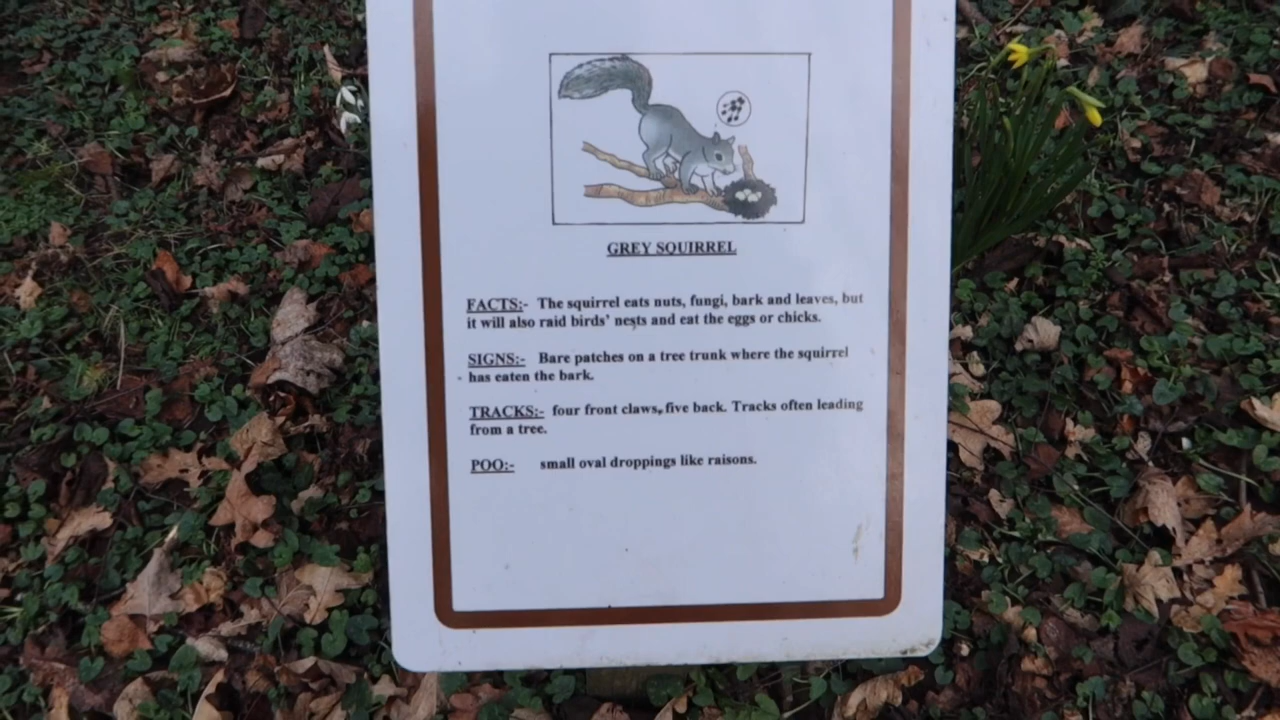 GREY SQUIRREL
FACTS:- The squirrel eats nuts, fungi, bark and leaves, but
it will also raid birds' nests and eat the eggs or chicks.
SIGNS:- Bare patches on a tree trunk where the squirrel
has eaten the bark.
TRACKS:- four front claws, five back. Tracks often leading
from a tree.
POO:- small oval droppings like raisons.